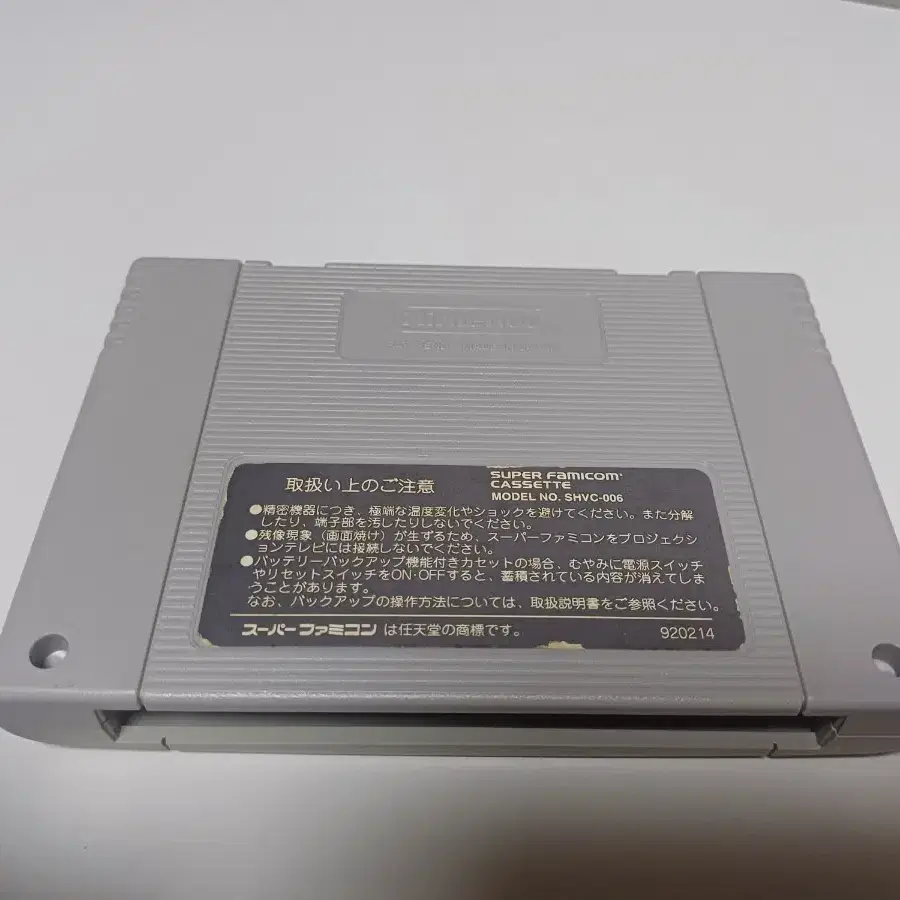 Nintendo
取扱い上のご注意
SUPER FAMICOM
CASSETTE
MODEL NO. SHVC-006
●精密機器につき、極端な温度変化やショックを避けてください。また分解
したり、端子部を汚したりしないでください。
●残像現象（画面焼け）が生ずるため、スーパーファミコンをプロジェクシ
ョンテレビには接続しないでください。
●バッテリーバックアップ機能付きカセットの場合、むやみに電源スイッチ
やリセットスイッチをON・OFFすると、蓄積されている内容が消えてしま
うことがあります。
なお、バックアップの操作方法については、取扱説明書をご参照ください。
スーパーファミコン は任天堂の商標です。
920214